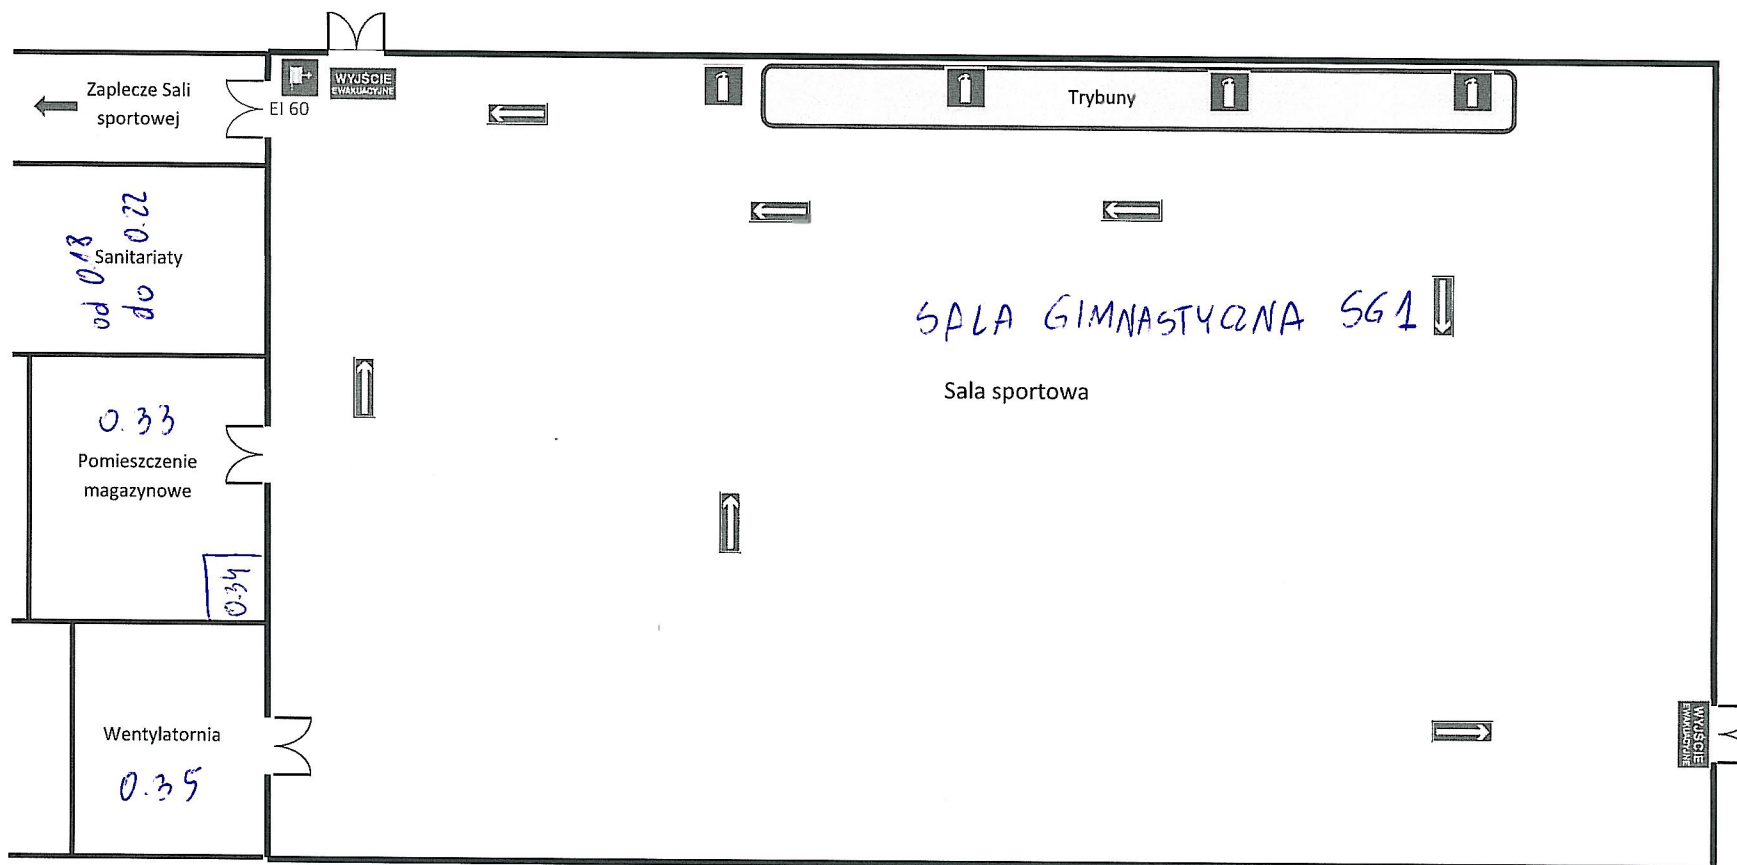 Zaplecze Sali
sportowej
EI 60
WYJŚCIE
EWAKUACYJNE
Trybuny
od 0.18
do 0.22
Sanitariaty
SALA GIMNASTYCZNA SG1
Sala sportowa
0.33
Pomieszczenie
magazynowe
0.34
Wentylatornia
0.35
WYJŚCIE
EWAKUACYJNE